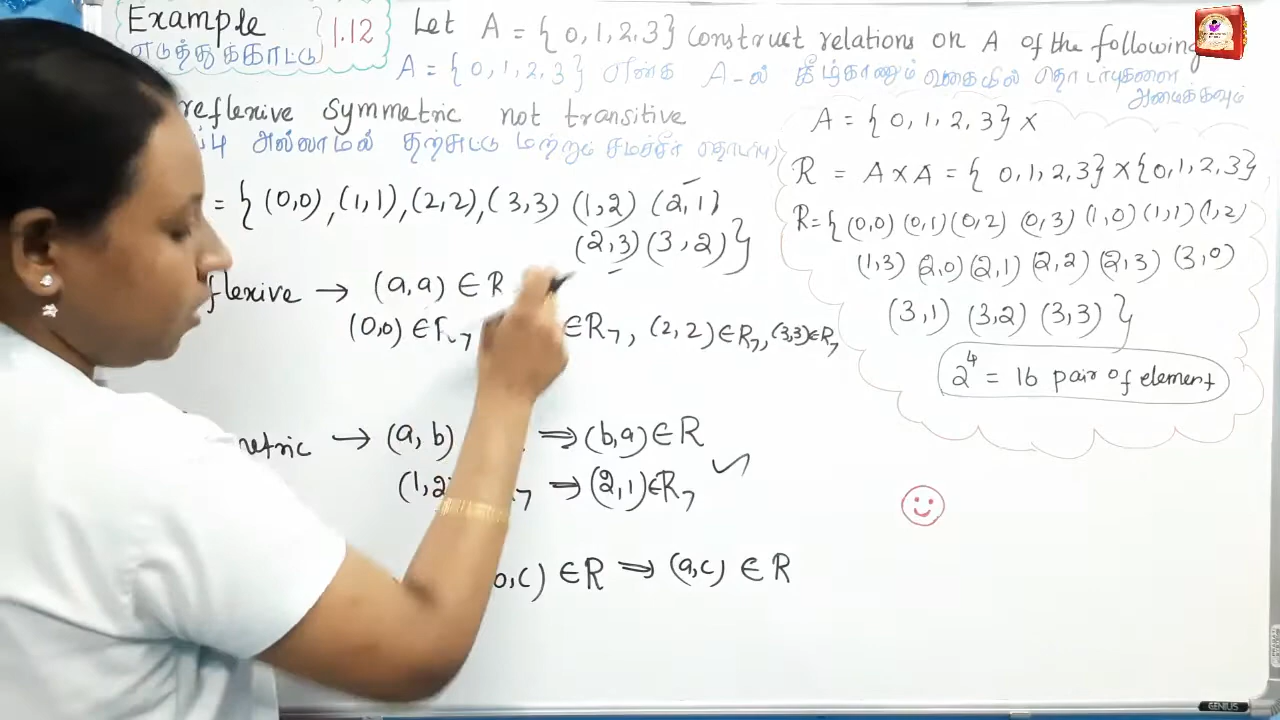 Example
எடுத்துக்காட்டு
1.12
Let A = { 0, 1, 2, 3 } construct relations on A of the following
A = { 0, 1, 2, 3 } என்க A-ல் கீழ்காணும் வகையில் தொடர்புகளை
அமைக்கவும்
reflexive symmetric not transitive
அல்லாமல் தற்சுட்டு மற்றும் சமச்சீர் தொடர்பு)
= { (0,0), (1,1), (2,2), (3,3) (1,2) (2,1)
(2,3) (3,2) }
flexive → (a,a) ∈ R
(0,0) ∈ R7 ∈ R7, (2,2) ∈ R7, (3,3) ∈ R7
metric → (a, b) ⇒ (b,a) ∈ R
(1,2 7 ⇒ (2,1) ∈ R7 ✓
,c) ∈ R ⇒ (a,c) ∈ R
A = { 0, 1, 2, 3 } ×
R = A × A = { 0, 1, 2, 3 } × { 0, 1, 2, 3 }
R = { (0,0) (0,1) (0,2) (0,3) (1,0) (1,1) (1,2)
(1,3) (2,0) (2,1) (2,2) (2,3) (3,0)
(3,1) (3,2) (3,3) }
2⁴ = 16 pair of element
GENIUS